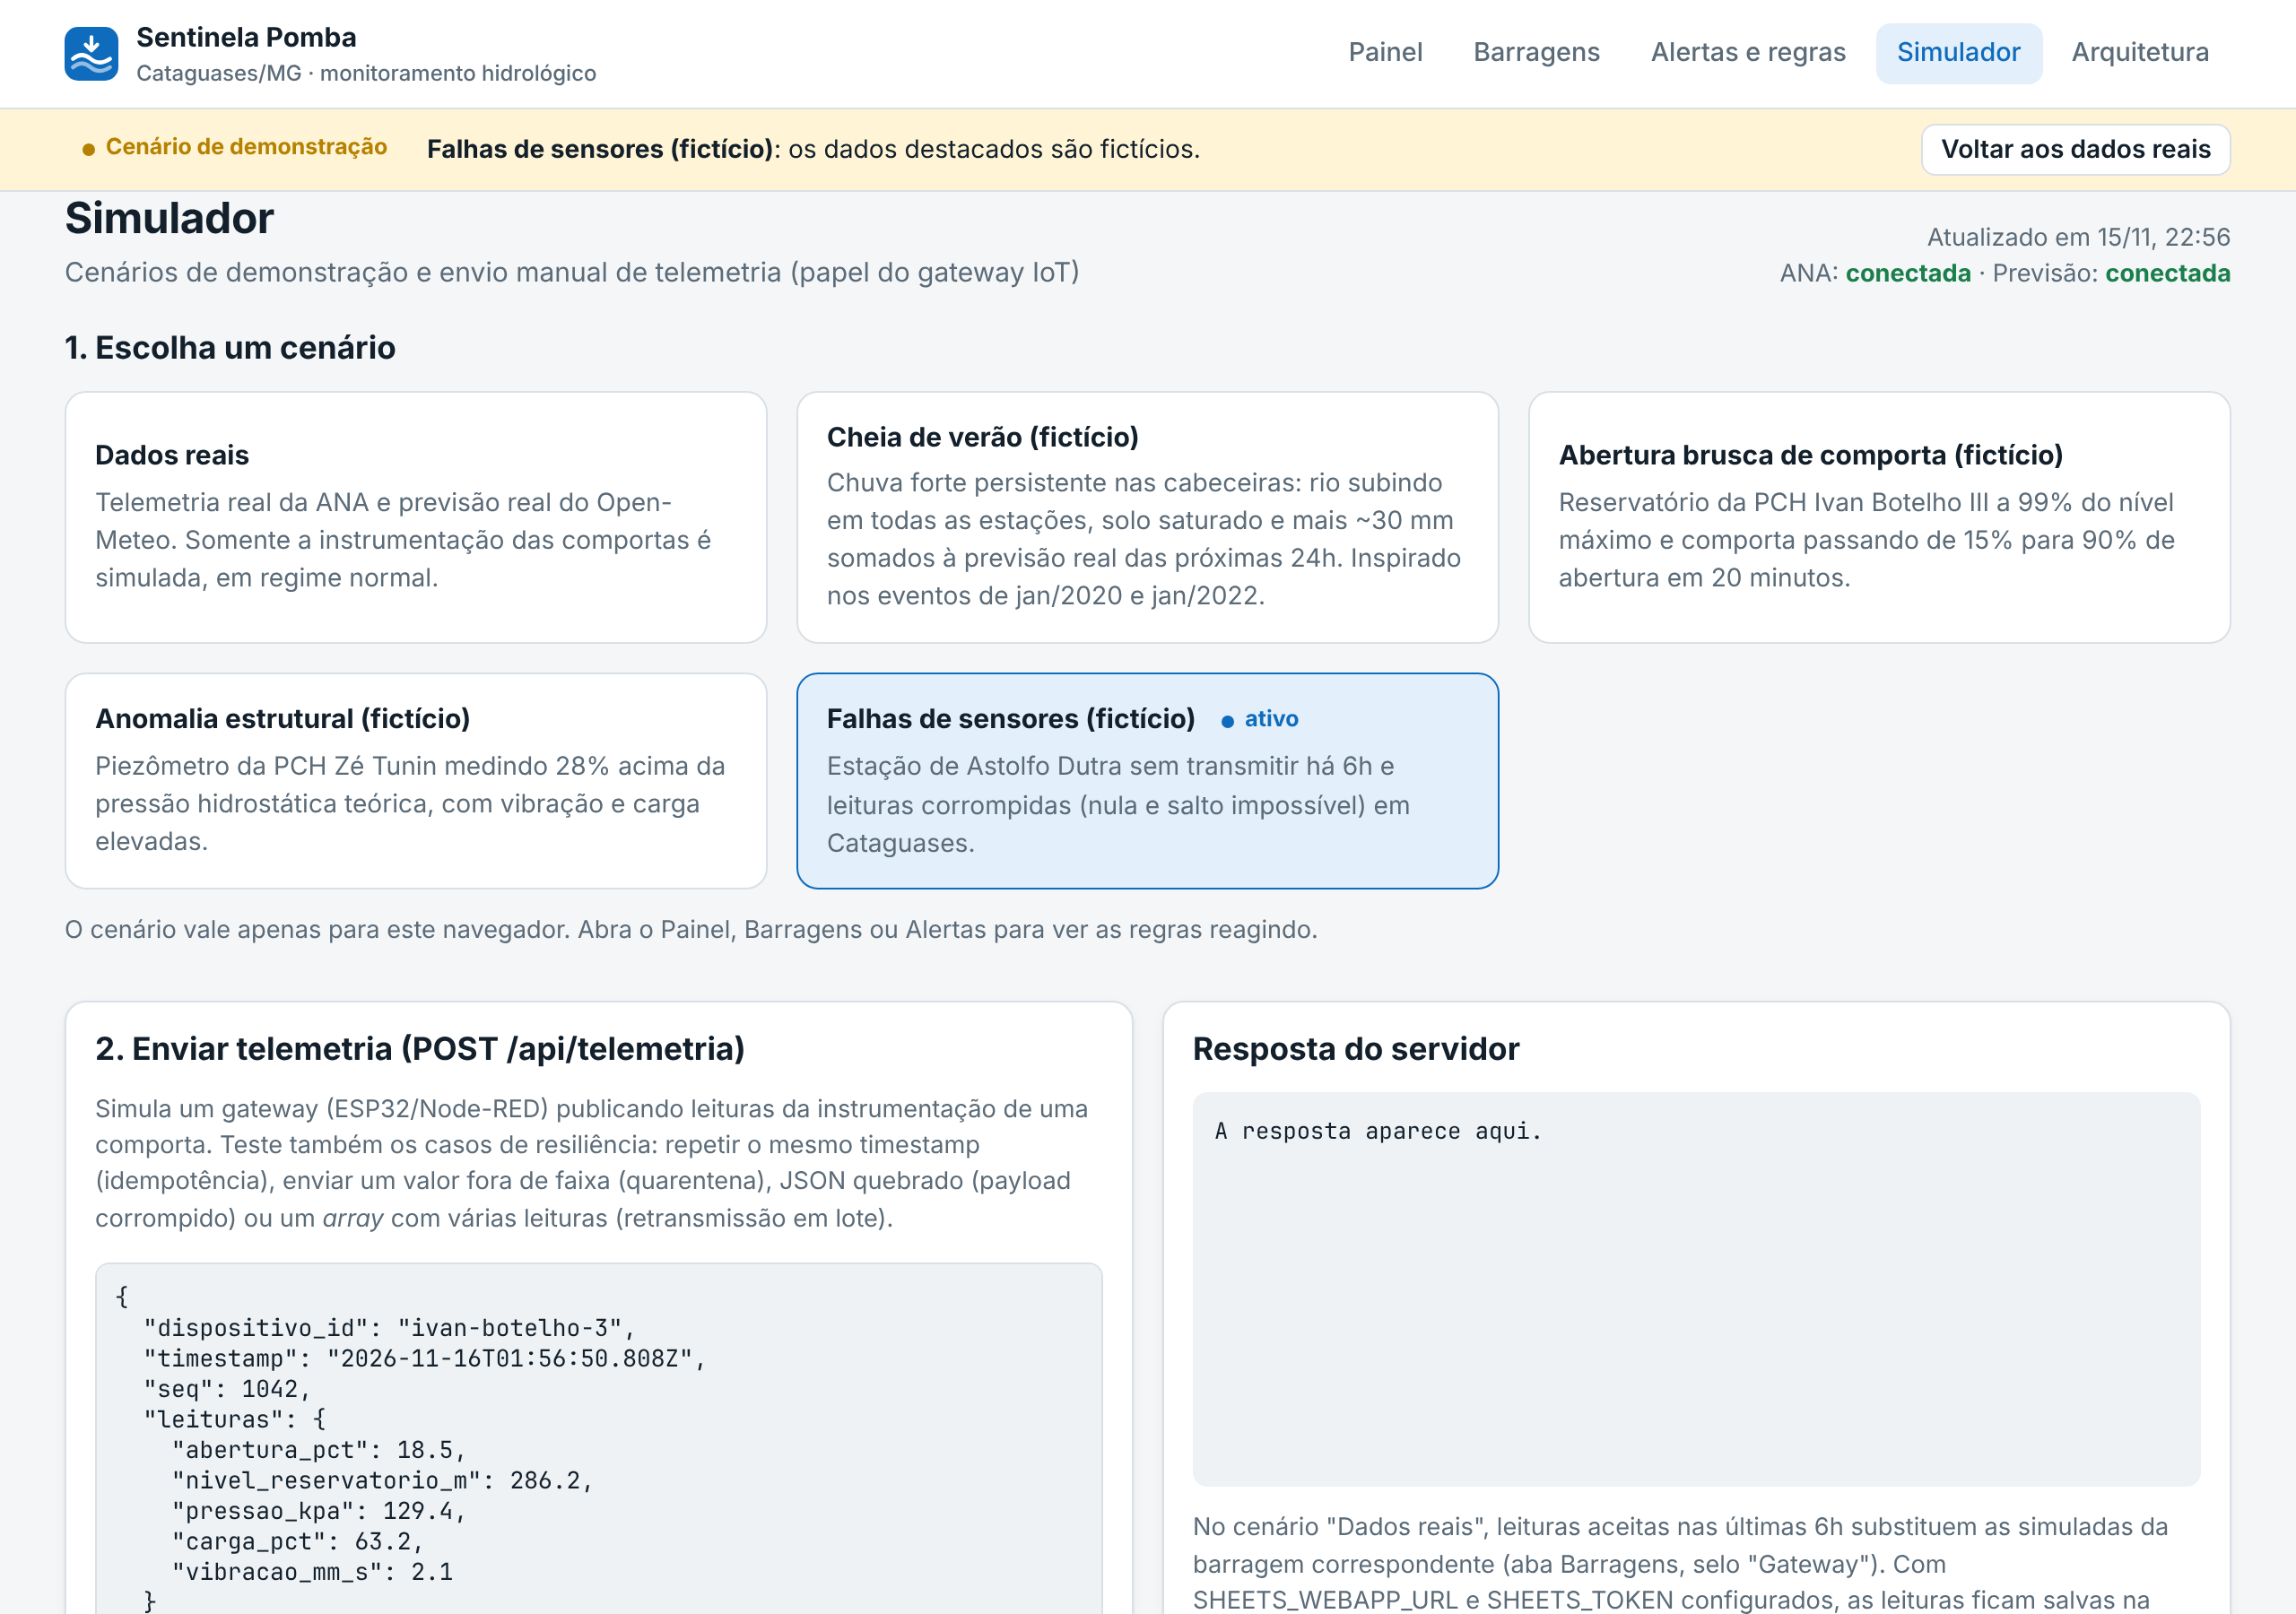 Sentinela Pomba
Cataguases/MG · monitoramento hidrológico
Painel
Barragens
Alertas e regras
Simulador
Arquitetura
Cenário de demonstração
Falhas de sensores (fictício): os dados destacados são fictícios.
Voltar aos dados reais
Simulador
Cenários de demonstração e envio manual de telemetria (papel do gateway IoT)
Atualizado em 15/11, 22:56
ANA: conectada · Previsão: conectada
1. Escolha um cenário
Dados reais
Telemetria real da ANA e previsão real do Open-
Meteo. Somente a instrumentação das comportas é
simulada, em regime normal.
Cheia de verão (fictício)
Chuva forte persistente nas cabeceiras: rio subindo
em todas as estações, solo saturado e mais ~30 mm
somados à previsão real das próximas 24h. Inspirado
nos eventos de jan/2020 e jan/2022.
Abertura brusca de comporta (fictício)
Reservatório da PCH Ivan Botelho III a 99% do nível
máximo e comporta passando de 15% para 90% de
abertura em 20 minutos.
Anomalia estrutural (fictício)
Piezômetro da PCH Zé Tunin medindo 28% acima da
pressão hidrostática teórica, com vibração e carga
elevadas.
Falhas de sensores (fictício)
ativo
Estação de Astolfo Dutra sem transmitir há 6h e
leituras corrompidas (nula e salto impossível) em
Cataguases.
O cenário vale apenas para este navegador. Abra o Painel, Barragens ou Alertas para ver as regras reagindo.
2. Enviar telemetria (POST /api/telemetria)
Simula um gateway (ESP32/Node-RED) publicando leituras da instrumentação de uma
comporta. Teste também os casos de resiliência: repetir o mesmo timestamp
(idempotência), enviar um valor fora de faixa (quarentena), JSON quebrado (payload
corrompido) ou um array com várias leituras (retransmissão em lote).
{
"dispositivo_id": "ivan-botelho-3",
"timestamp": "2026-11-16T01:56:50.808Z",
"seq": 1042,
"leituras": {
"abertura_pct": 18.5,
"nivel_reservatorio_m": 286.2,
"pressao_kpa": 129.4,
"carga_pct": 63.2,
"vibracao_mm_s": 2.1
}
Resposta do servidor
A resposta aparece aqui.
No cenário "Dados reais", leituras aceitas nas últimas 6h substituem as simuladas da
barragem correspondente (aba Barragens, selo "Gateway"). Com
SHEETS_WEBAPP_URL e SHEETS_TOKEN configurados, as leituras ficam salvas na